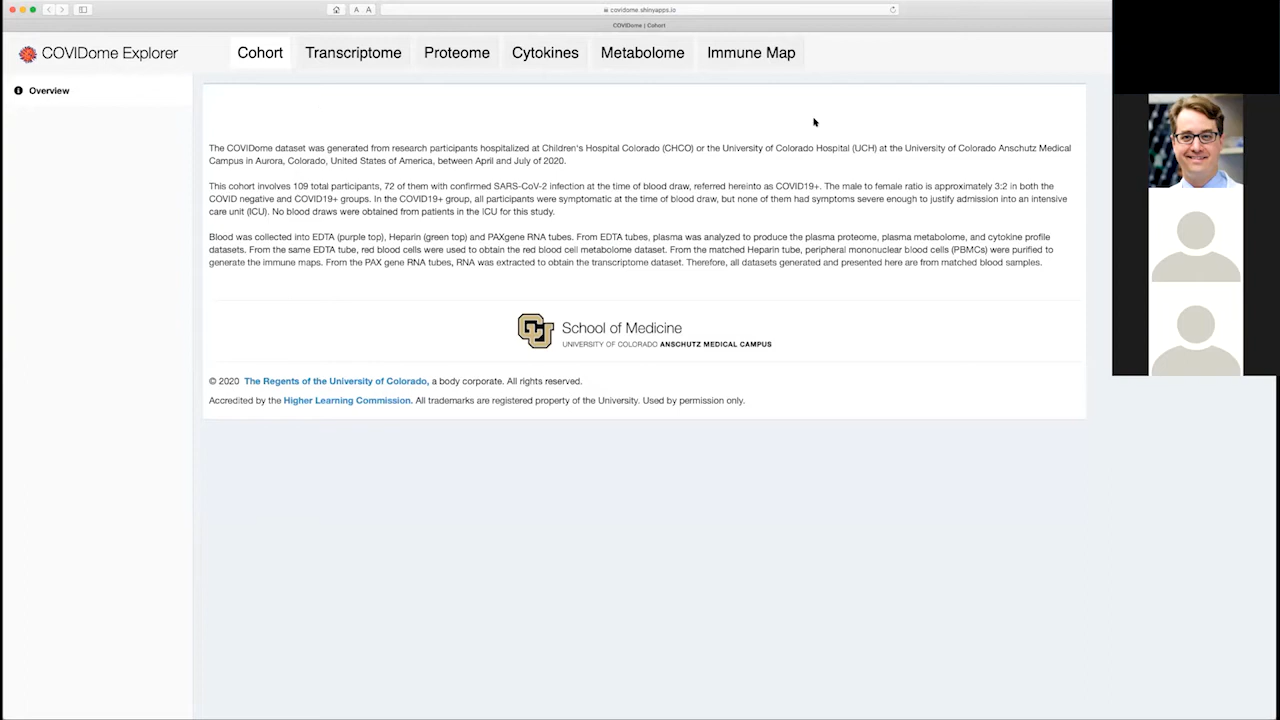 covidome.shinyapps.io
COVIDome | Cohort
COVIDome Explorer
Cohort
Transcriptome
Proteome
Cytokines
Metabolome
Immune Map
Overview
The COVIDome dataset was generated from research participants hospitalized at Children's Hospital Colorado (CHCO) or the University of Colorado Hospital (UCH) at the University of Colorado Anschutz Medical
Campus in Aurora, Colorado, United States of America, between April and July of 2020.
This cohort involves 109 total participants, 72 of them with confirmed SARS-CoV-2 infection at the time of blood draw, referred hereinto as COVID19+. The male to female ratio is approximately 3:2 in both the
COVID negative and COVID19+ groups. In the COVID19+ group, all participants were symptomatic at the time of blood draw, but none of them had symptoms severe enough to justify admission into an intensive
care unit (ICU). No blood draws were obtained from patients in the ICU for this study.
Blood was collected into EDTA (purple top), Heparin (green top) and PAXgene RNA tubes. From EDTA tubes, plasma was analyzed to produce the plasma proteome, plasma metabolome, and cytokine profile
datasets. From the same EDTA tube, red blood cells were used to obtain the red blood cell metabolome dataset. From the matched Heparin tube, peripheral mononuclear blood cells (PBMCs) were purified to
generate the immune maps. From the PAX gene RNA tubes, RNA was extracted to obtain the transcriptome dataset. Therefore, all datasets generated and presented here are from matched blood samples.
School of Medicine
UNIVERSITY OF COLORADO ANSCHUTZ MEDICAL CAMPUS
© 2020 The Regents of the University of Colorado, a body corporate. All rights reserved.
Accredited by the Higher Learning Commission. All trademarks are registered property of the University. Used by permission only.